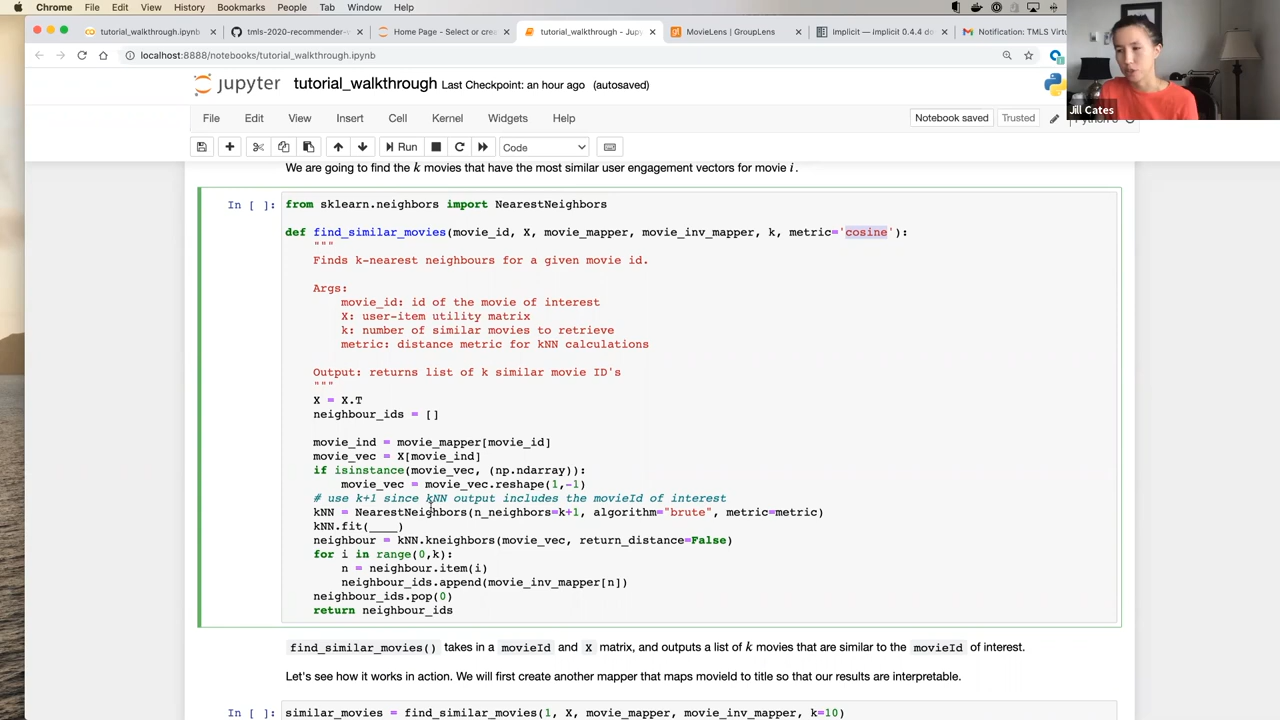 Chrome File Edit View History Bookmarks People Tab Window Help
tutorial_walkthrough.ipynb
tmls-2020-recommender-
Home Page - Select or cree
tutorial_walkthrough - Jupy
MovieLens | GroupLens
Implicit — implicit 0.4.4 do
Notification: TMLS Virtu
localhost:8888/notebooks/tutorial_walkthrough.ipynb
Jill Cates
jupyter tutorial_walkthrough Last Checkpoint: an hour ago (autosaved)
File Edit View Insert Cell Kernel Widgets Help Notebook saved Trusted
Run Code
We are going to find the k movies that have the most similar user engagement vectors for movie i.
In [ ]: from sklearn.neighbors import NearestNeighbors
def find_similar_movies(movie_id, X, movie_mapper, movie_inv_mapper, k, metric='cosine'):
"""
Finds k-nearest neighbours for a given movie id.
Args:
movie_id: id of the movie of interest
X: user-item utility matrix
k: number of similar movies to retrieve
metric: distance metric for kNN calculations
Output: returns list of k similar movie ID's
"""
X = X.T
neighbour_ids = []
movie_ind = movie_mapper[movie_id]
movie_vec = X[movie_ind]
if isinstance(movie_vec, (np.ndarray)):
movie_vec = movie_vec.reshape(1,-1)
# use k+1 since kNN output includes the movieId of interest
kNN = NearestNeighbors(n_neighbors=k+1, algorithm="brute", metric=metric)
kNN.fit(____)
neighbour = kNN.kneighbors(movie_vec, return_distance=False)
for i in range(0,k):
n = neighbour.item(i)
neighbour_ids.append(movie_inv_mapper[n])
neighbour_ids.pop(0)
return neighbour_ids
find_similar_movies() takes in a movieId and X matrix, and outputs a list of k movies that are similar to the movieId of interest.
Let's see how it works in action. We will first create another mapper that maps movieId to title so that our results are interpretable.
In [ ]: similar_movies = find_similar_movies(1, X, movie_mapper, movie_inv_mapper, k=10)